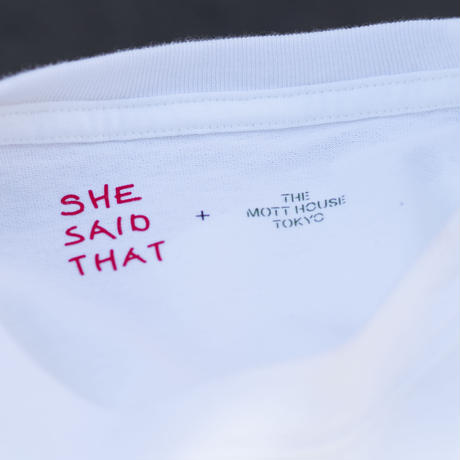 SHE
SAID
THAT
+
THE
MOTT HOUSE
TOKYO